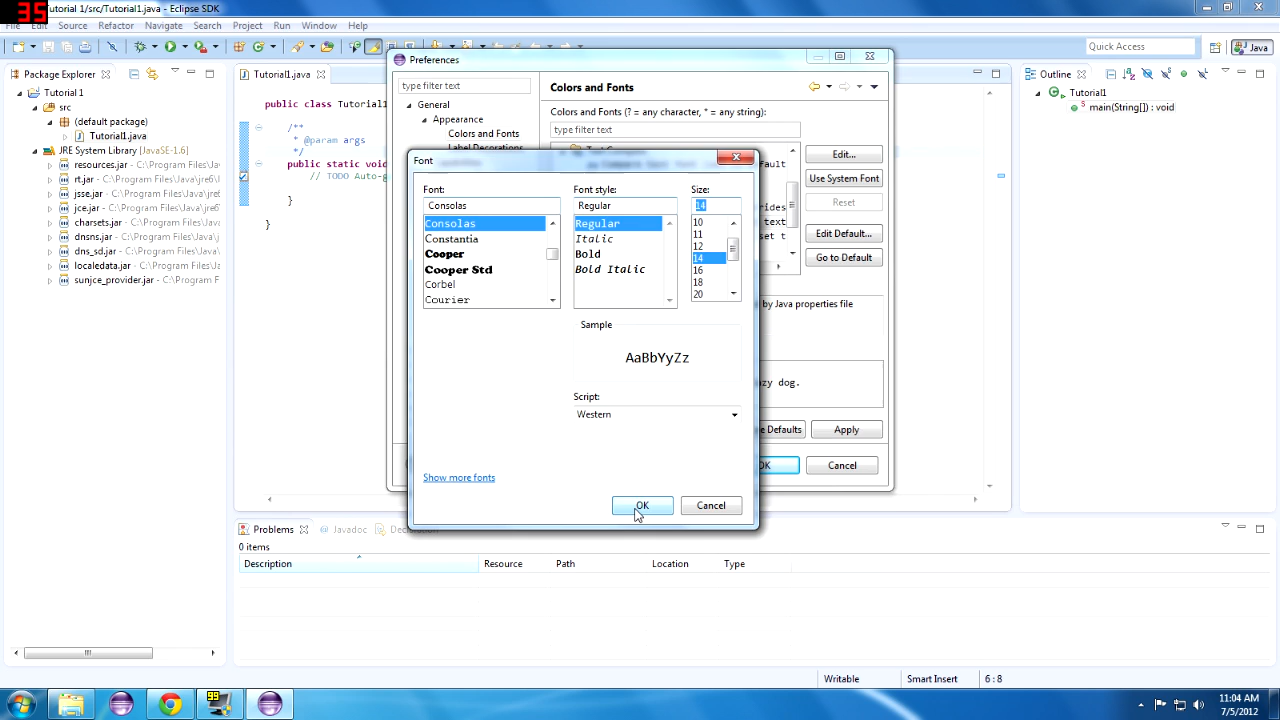 35
Tutorial 1/src/Tutorial1.java - Eclipse SDK
File Edit Source Refactor Navigate Search Project Run Window Help
Quick Access
Java
Package Explorer
Tutorial 1
src
(default package)
Tutorial1.java
JRE System Library [JavaSE-1.6]
resources.jar - C:\Program Files\Java
rt.jar - C:\Program Files\Java\jre6\
jsse.jar - C:\Program Files\Java\jre6
jce.jar - C:\Program Files\Java\jre6
charsets.jar - C:\Program Files\Java
dnsns.jar - C:\Program Files\Java\jr
dns_sd.jar - C:\Program Files\Java\j
localedata.jar - C:\Program Files\Ja
sunjce_provider.jar - C:\Program Fi
Tutorial1.java
public class Tutorial1
/**
* @param args
*/
public static void
// TODO Auto-g
}
}
Preferences
type filter text
General
Appearance
Colors and Fonts
Label Decorations
Colors and Fonts
Colors and Fonts (? = any character, * = any string):
type filter text
Edit...
Use System Font
Reset
Edit Default...
Go to Default
default
rides
text
set t
by Java properties file
zy dog.
Defaults
Apply
OK
Cancel
Font
Font:
Consolas
Consolas
Constantia
Cooper
Cooper Std
Corbel
Courier
Font style:
Regular
Regular
Italic
Bold
Bold Italic
Size:
14
10
11
12
14
16
18
20
Sample
AaBbYyZz
Script:
Western
Show more fonts
OK
Cancel
Outline
Tutorial1
main(String[]) : void
Problems
Javadoc
Declaration
0 items
Description Resource Path Location Type
Writable Smart Insert 6 : 8
99
11:04 AM
7/5/2012